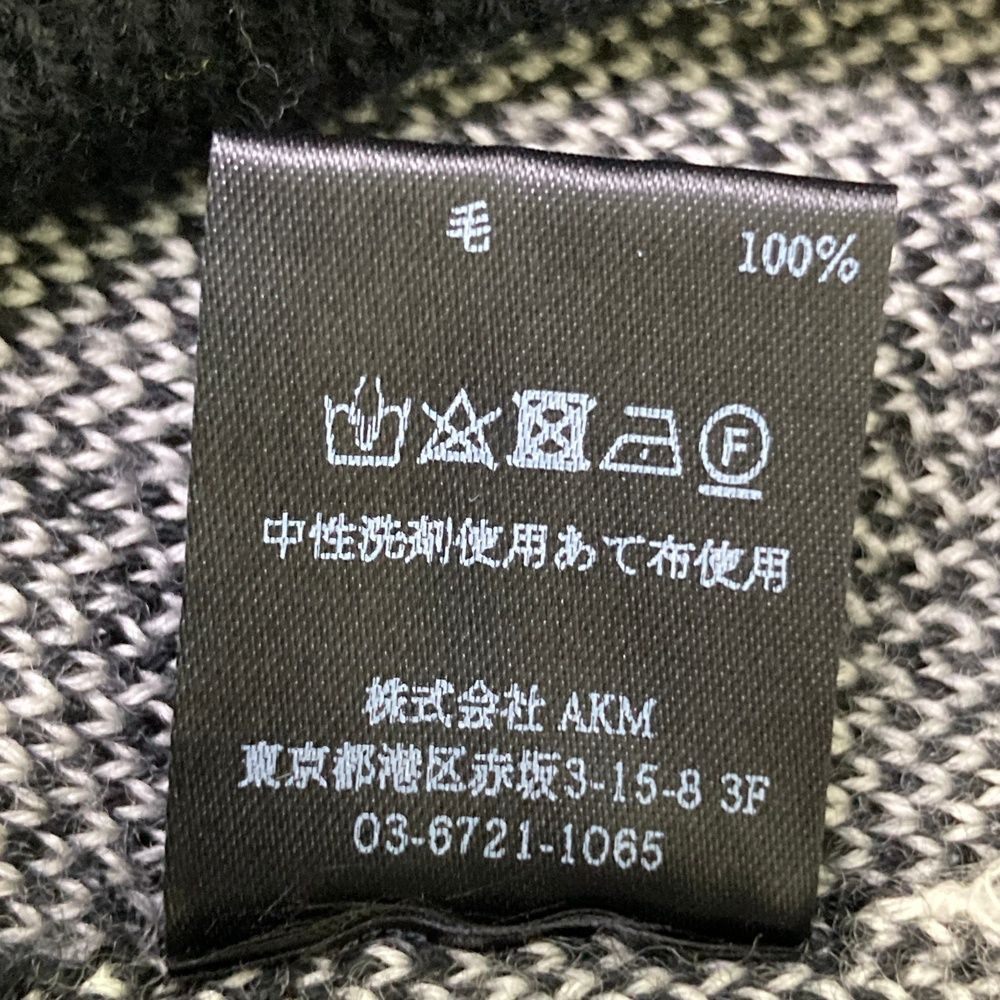 毛 100%
F
中性洗剤使用あて布使用
株式会社 AKM
東京都港区赤坂3-15-8 3F
03-6721-1065